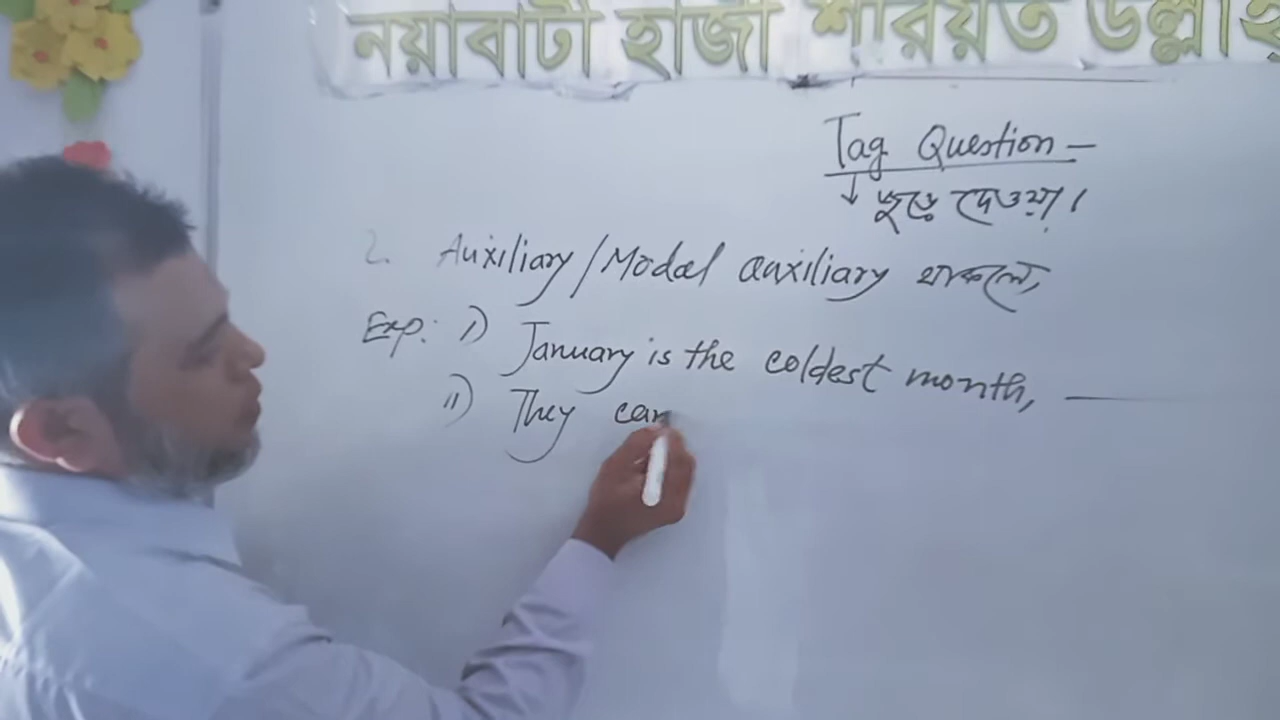 নয়াবাটী হাজী শরিয়ত উল্লাহ
Tag Question —
↓ জুড়ে দেওয়া।
2. Auxiliary/Modal auxiliary থাকলে,
Exp: i) January is the coldest month, ———
ii) They can